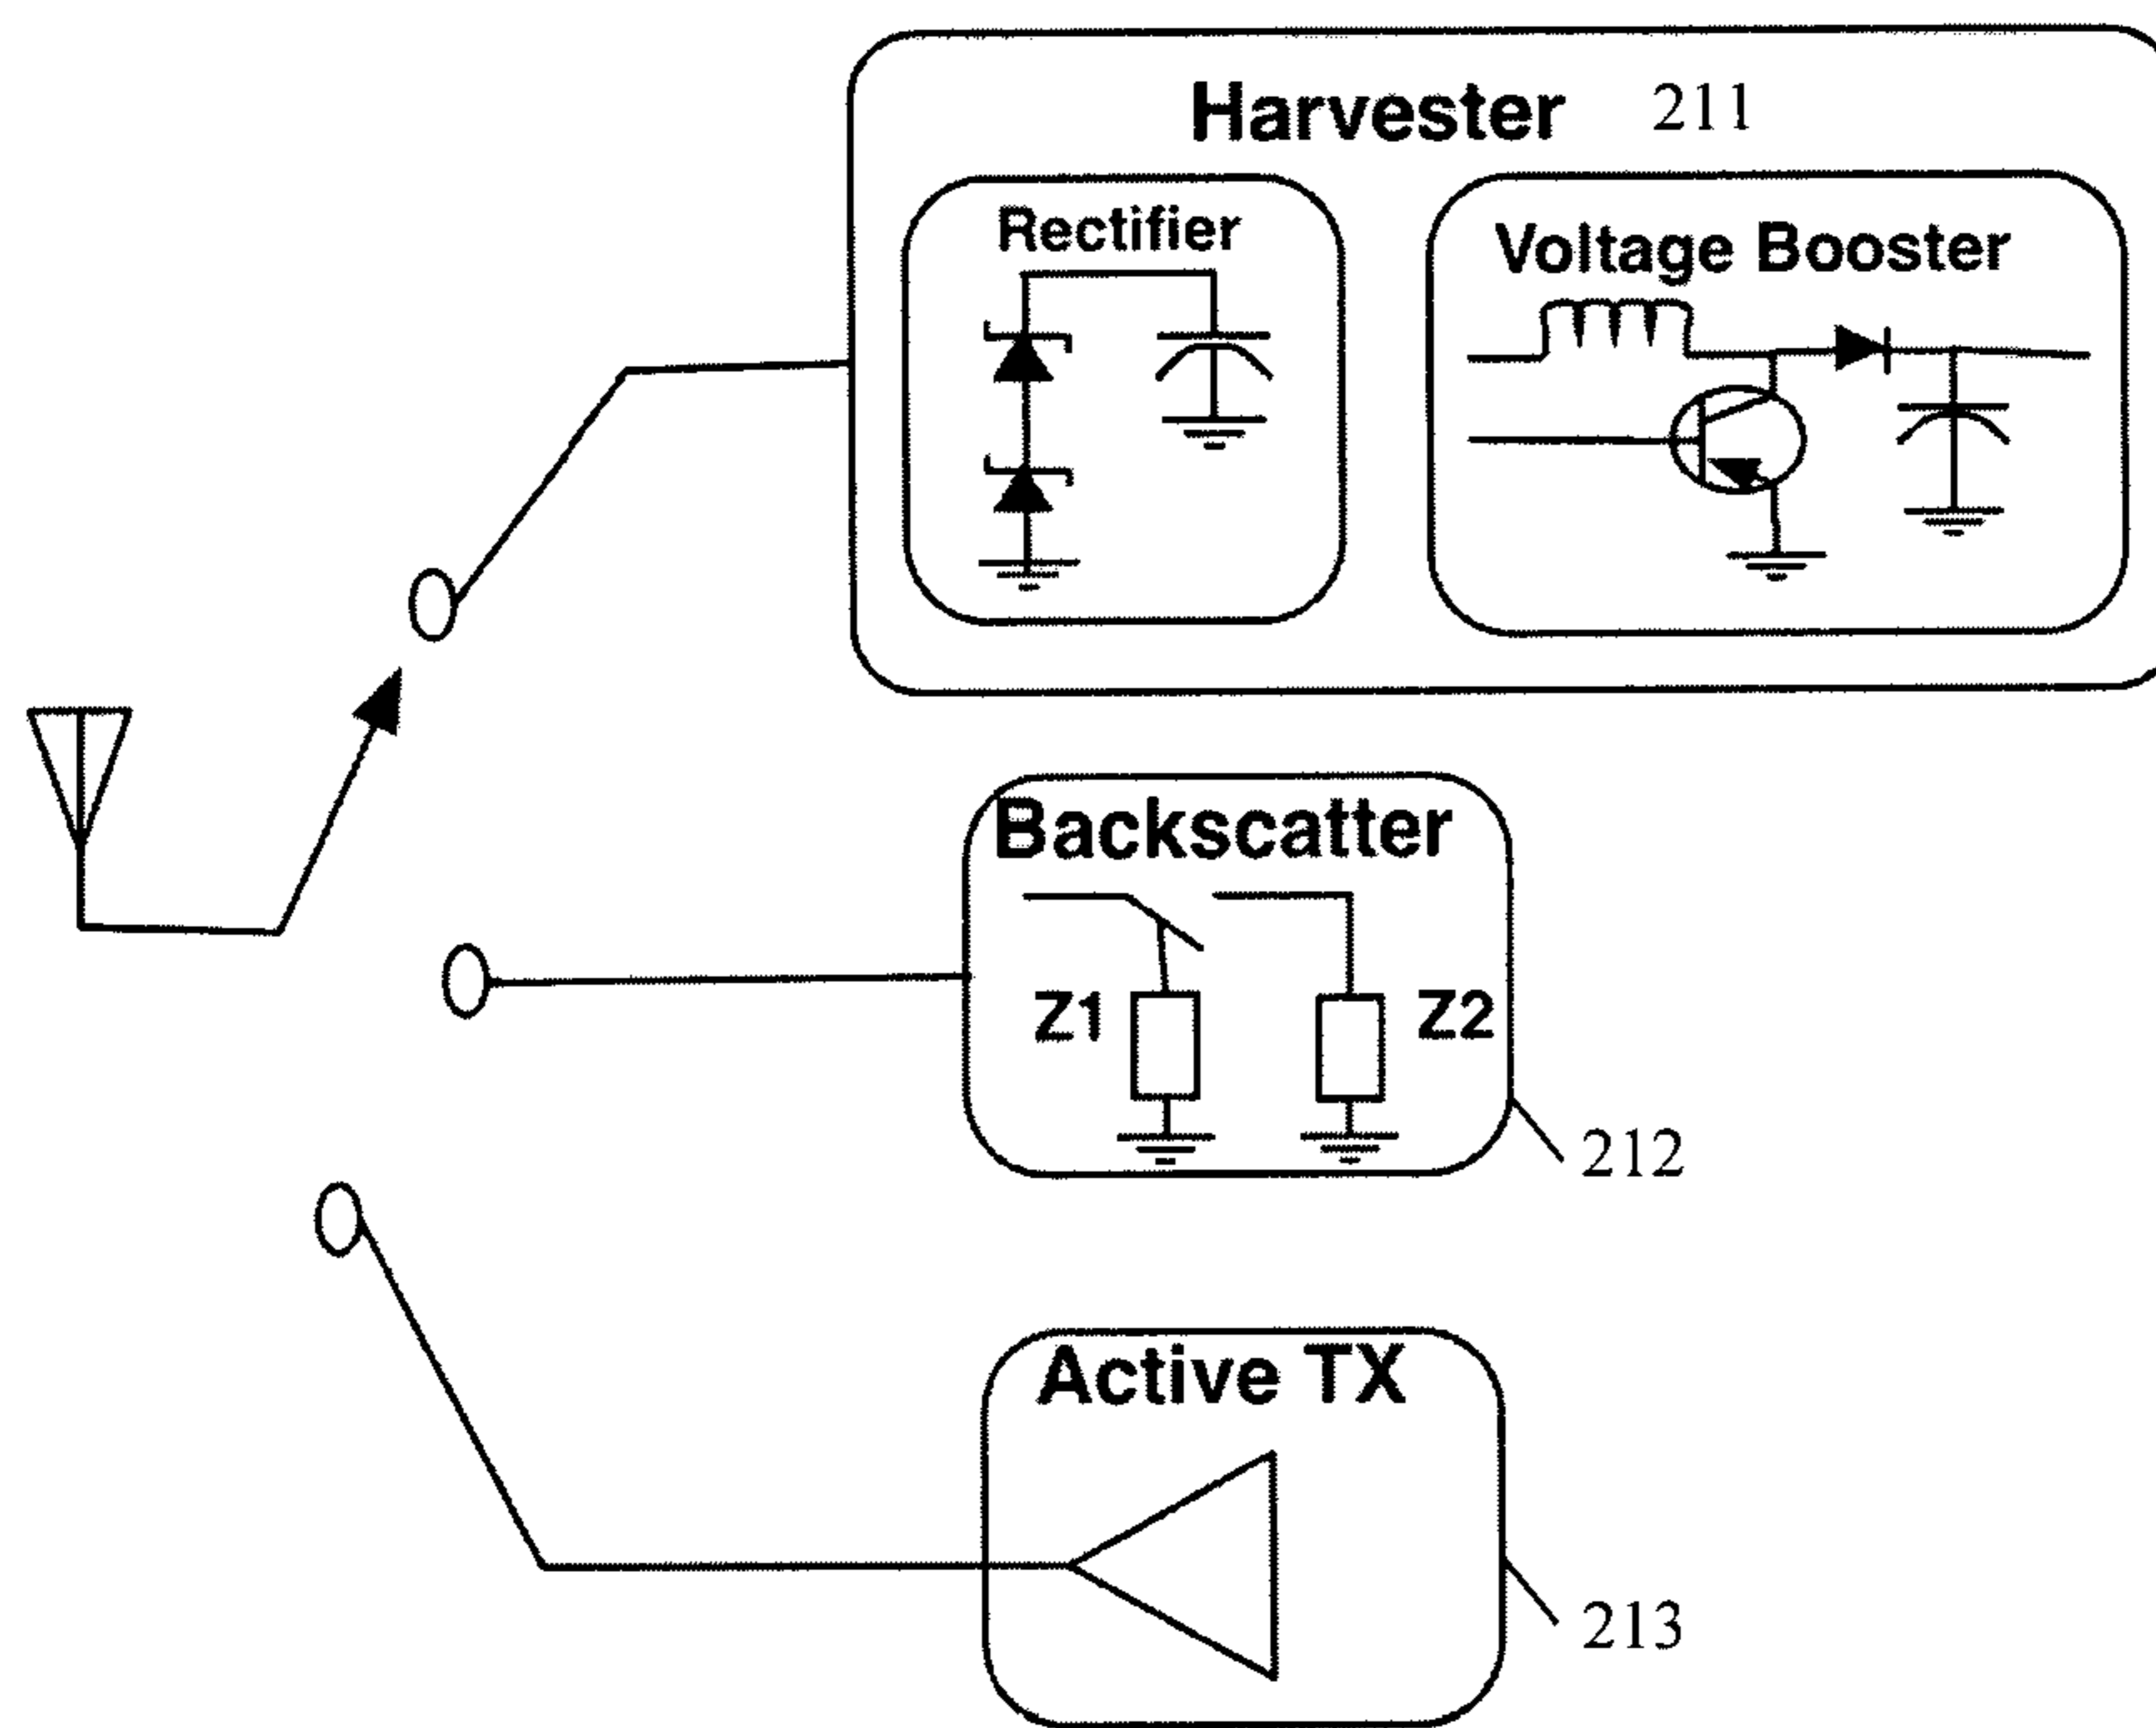 Harvester 211
Rectifier
Voltage Booster
Backscatter
Z1
Z2
212
Active TX
213